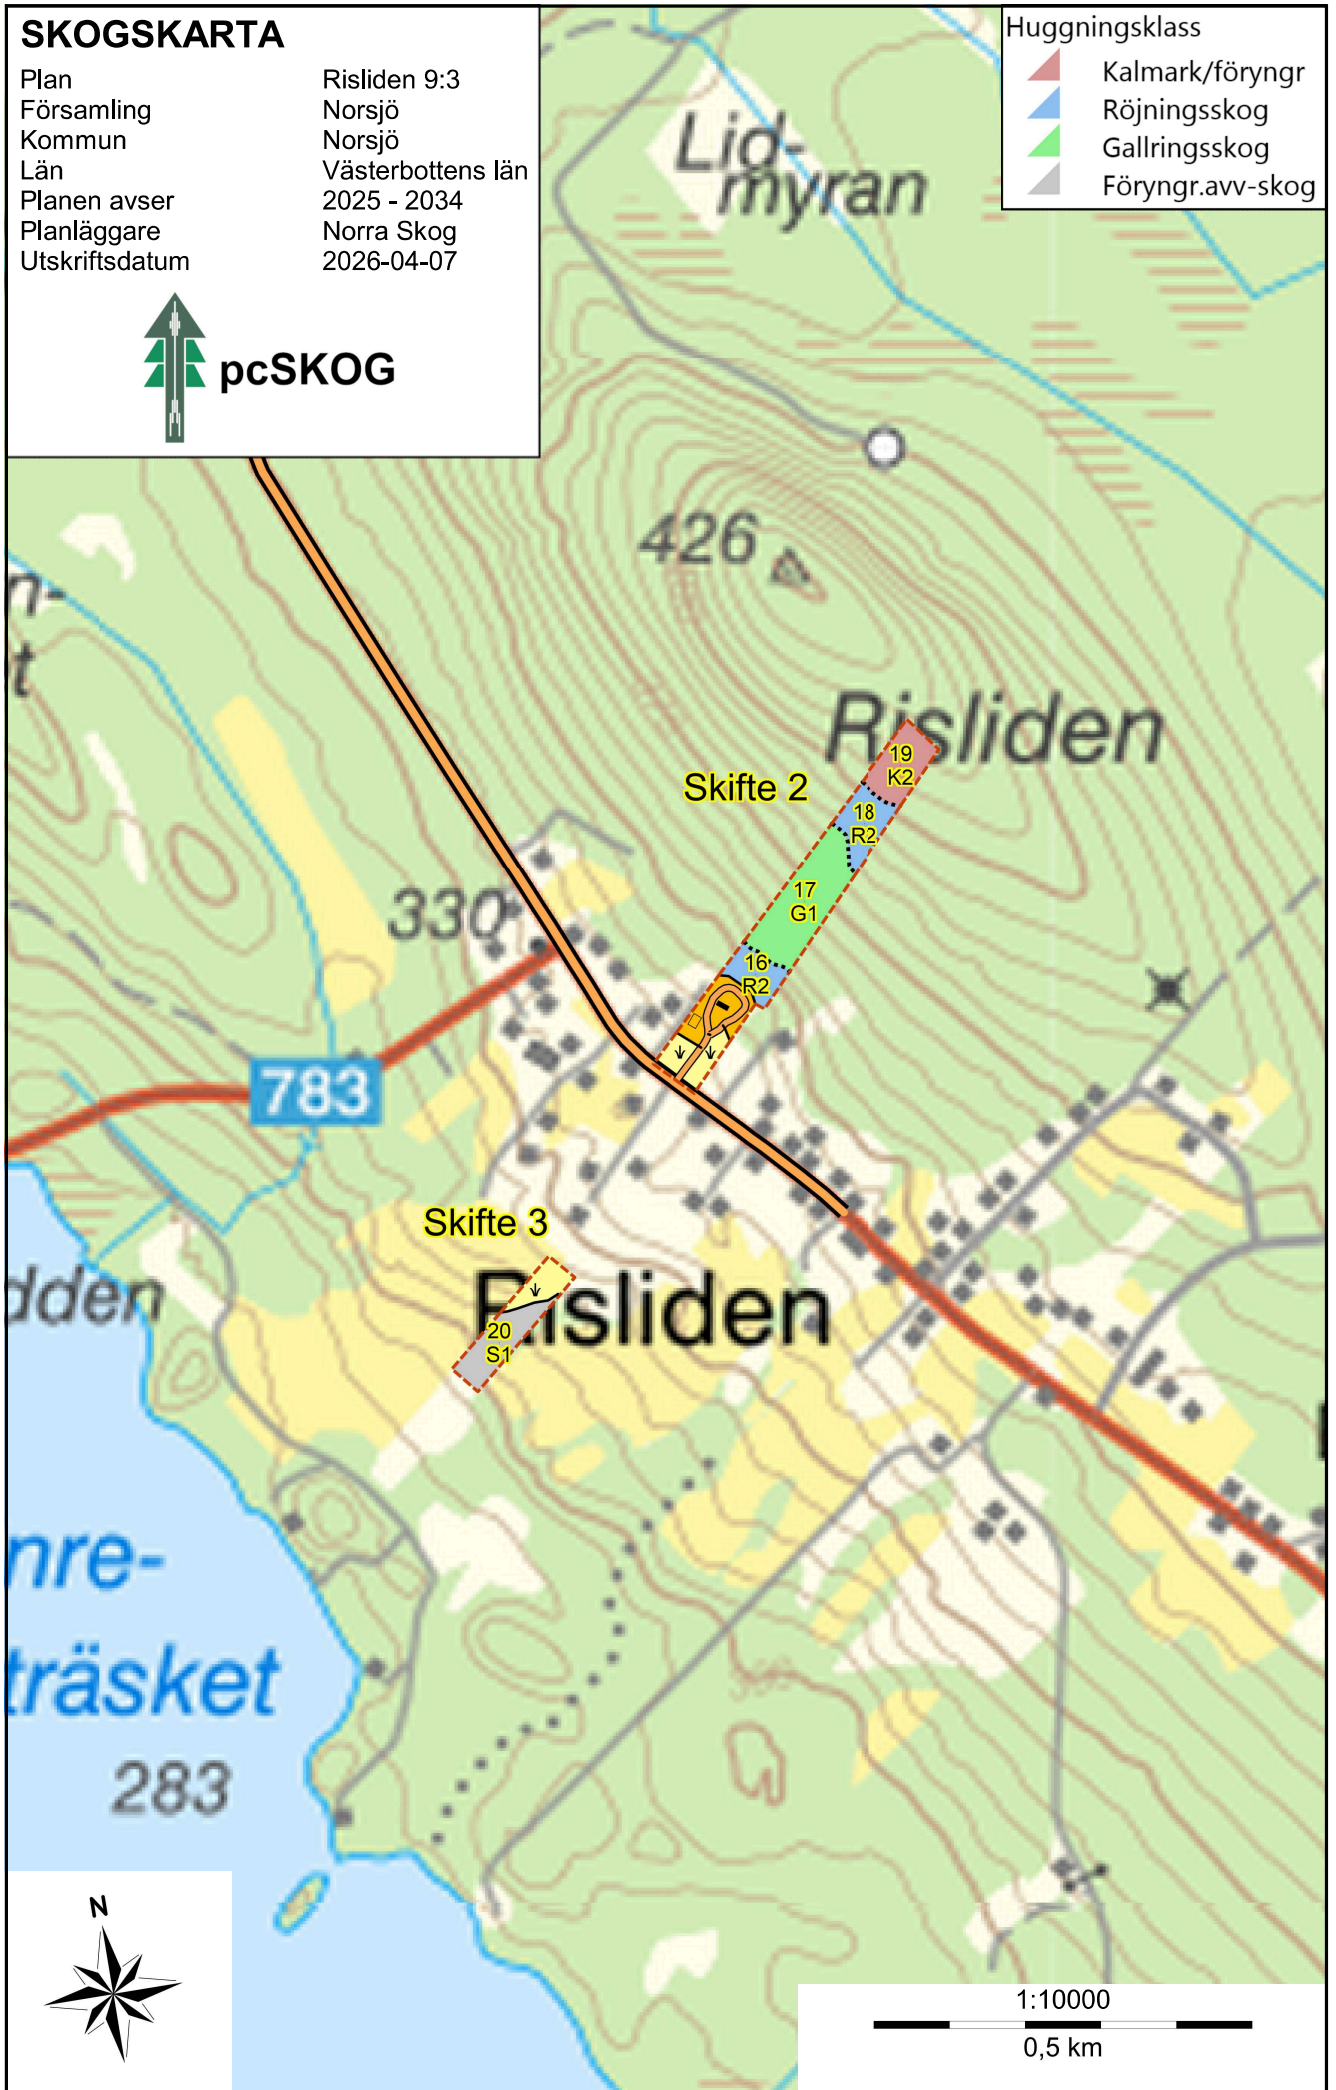 SKOGSKARTA
Plan Risliden 9:3
Församling Norsjö
Kommun Norsjö
Län Västerbottens län
Planen avser 2025 - 2034
Planläggare Norra Skog
Utskriftsdatum 2026-04-07
pcSKOG
Huggningsklass
Kalmark/föryngr
Röjningsskog
Gallringsskog
Föryngr.avv-skog
Lid-
myran
426
n-
t
Risliden
Skifte 2
19
K2
18
R2
17
G1
16
R2
330
783
Skifte 3
Risliden
20
S1
dden
nre-
träsket
283
N
1:10000
0,5 km